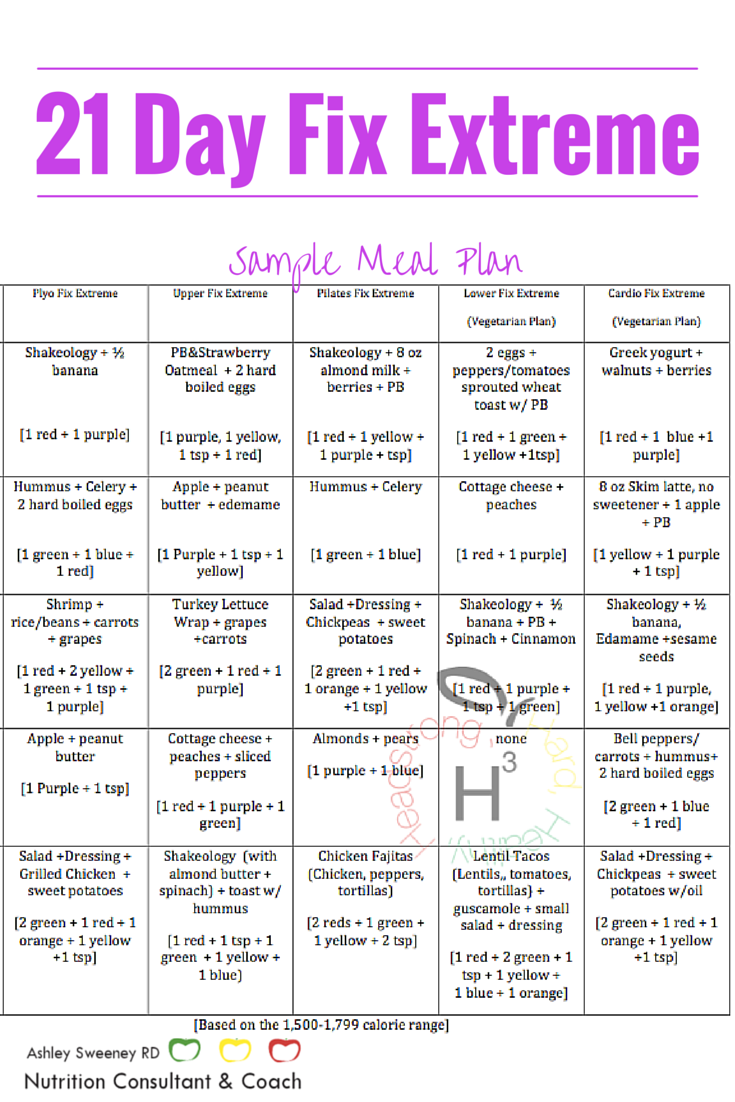 21 Day Fix Extreme
Sample Meal Plan
Plyo Fix Extreme
Upper Fix Extreme
Pilates Fix Extreme
Lower Fix Extreme
(Vegetarian Plan)
Cardio Fix Extreme
(Vegetarian Plan)
Shakeology + ½
banana
[1 red + 1 purple]
PB&Strawberry
Oatmeal + 2 hard
boiled eggs
[1 purple, 1 yellow,
1 tsp + 1 red]
Shakeology + 8 oz
almond milk +
berries + PB
[1 red + 1 yellow +
1 purple + tsp]
2 eggs +
peppers/tomatoes
sprouted wheat
toast w/ PB
[1 red + 1 green +
1 yellow +1tsp]
Greek yogurt +
walnuts + berries
[1 red + 1 blue +1
purple]
Hummus + Celery +
2 hard boiled eggs
[1 green + 1 blue +
1 red]
Apple + peanut
butter + edemame
[1 Purple + 1 tsp + 1
yellow]
Hummus + Celery
[1 green + 1 blue]
Cottage cheese +
peaches
[1 red + 1 purple]
8 oz Skim latte, no
sweetener + 1 apple
+ PB
[1 yellow + 1 purple
+ 1 tsp]
Shrimp +
rice/beans + carrots
+ grapes
[1 red + 2 yellow +
1 green + 1 tsp +
1 purple]
Turkey Lettuce
Wrap + grapes
+carrots
[2 green + 1 red + 1
purple]
Salad +Dressing +
Chickpeas + sweet
potatoes
[2 green + 1 red +
1 orange + 1 yellow
+1 tsp]
Shakeology + ½
banana + PB +
Spinach + Cinnamon
[1 red + 1 purple +
1 tsp + 1 green]
Shakeology + ½
banana,
Edamame +sesame
seeds
[1 red + 1 purple,
1 yellow +1 orange]
Apple + peanut
butter
[1 Purple + 1 tsp]
Cottage cheese +
peaches + sliced
peppers
[1 red + 1 purple + 1
green]
Almonds + pears
[1 purple + 1 blue]
none
Bell peppers/
carrots + hummus+
2 hard boiled eggs
[2 green + 1 blue
+ 1 red]
Headstrong,
Hard,
Healthy,
H³
Salad +Dressing +
Grilled Chicken +
sweet potatoes
[2 green + 1 red + 1
orange + 1 yellow
+1 tsp]
Shakeology (with
almond butter +
spinach) + toast w/
hummus
[1 red + 1 tsp + 1
green + 1 yellow +
1 blue)
Chicken Fajitas
(Chicken, peppers,
tortillas)
[2 reds + 1 green +
1 yellow + 2 tsp]
Lentil Tacos
(Lentils,, tomatoes,
tortillas) +
guscamole + small
salad + dressing
[1 red + 2 green + 1
tsp + 1 yellow +
1 blue + 1 orange]
Salad +Dressing +
Chickpeas + sweet
potatoes w/oil
[2 green + 1 red + 1
orange + 1 yellow
+1 tsp]
[Based on the 1,500-1,799 calorie range]
Ashley Sweeney RD
Nutrition Consultant & Coach